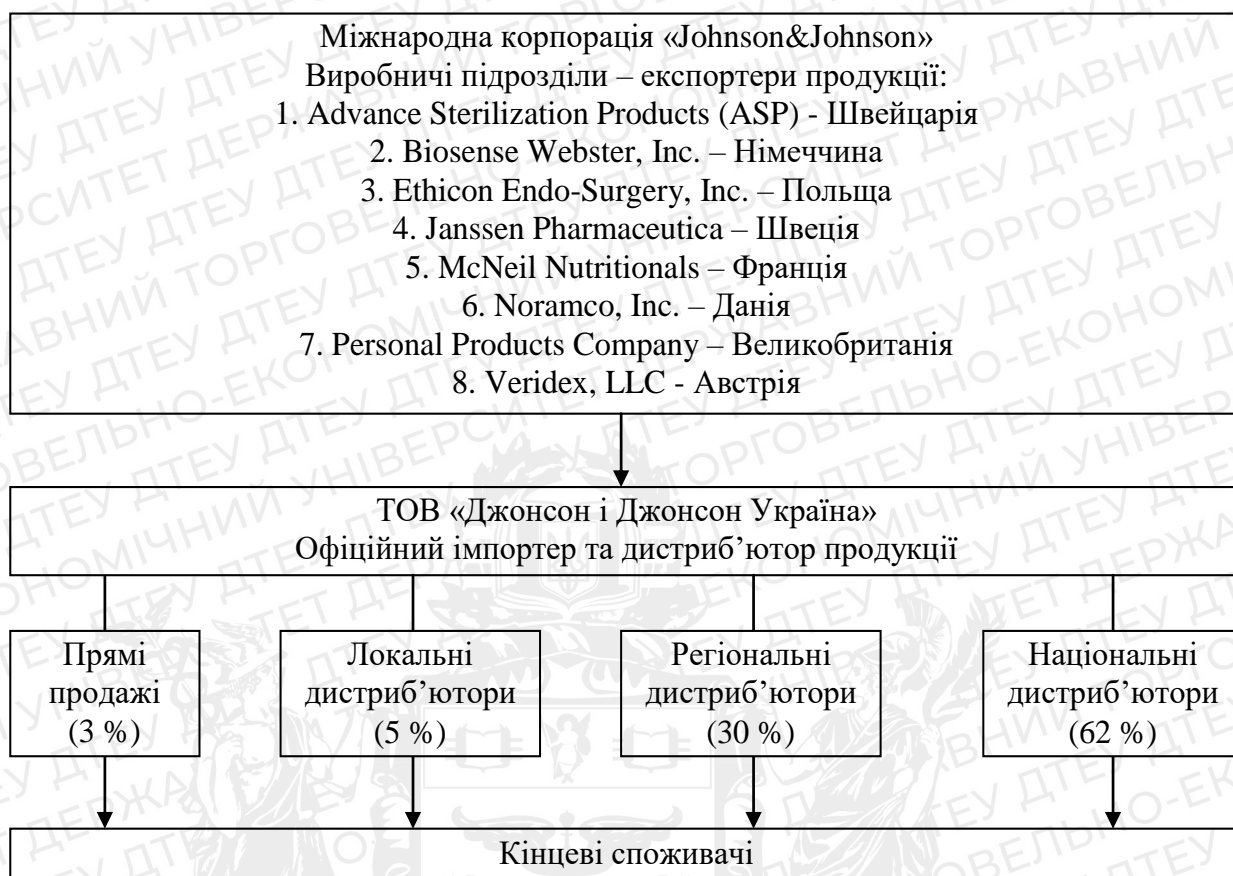 Міжнародна корпорація «Johnson&Johnson»
Виробничі підрозділи – експортери продукції:
1. Advance Sterilization Products (ASP) - Швейцарія
2. Biosense Webster, Inc. – Німеччина
3. Ethicon Endo-Surgery, Inc. – Польща
4. Janssen Pharmaceutica – Швеція
5. McNeil Nutritionals – Франція
6. Noramco, Inc. – Данія
7. Personal Products Company – Великобританія
8. Veridex, LLC - Австрія
ТОВ «Джонсон і Джонсон Україна»
Офіційний імпортер та дистриб’ютор продукції
Прямі
продажі
(3 %)
Локальні
дистриб’ютори
(5 %)
Регіональні
дистриб’ютори
(30 %)
Національні
дистриб’ютори
(62 %)
Кінцеві споживачі